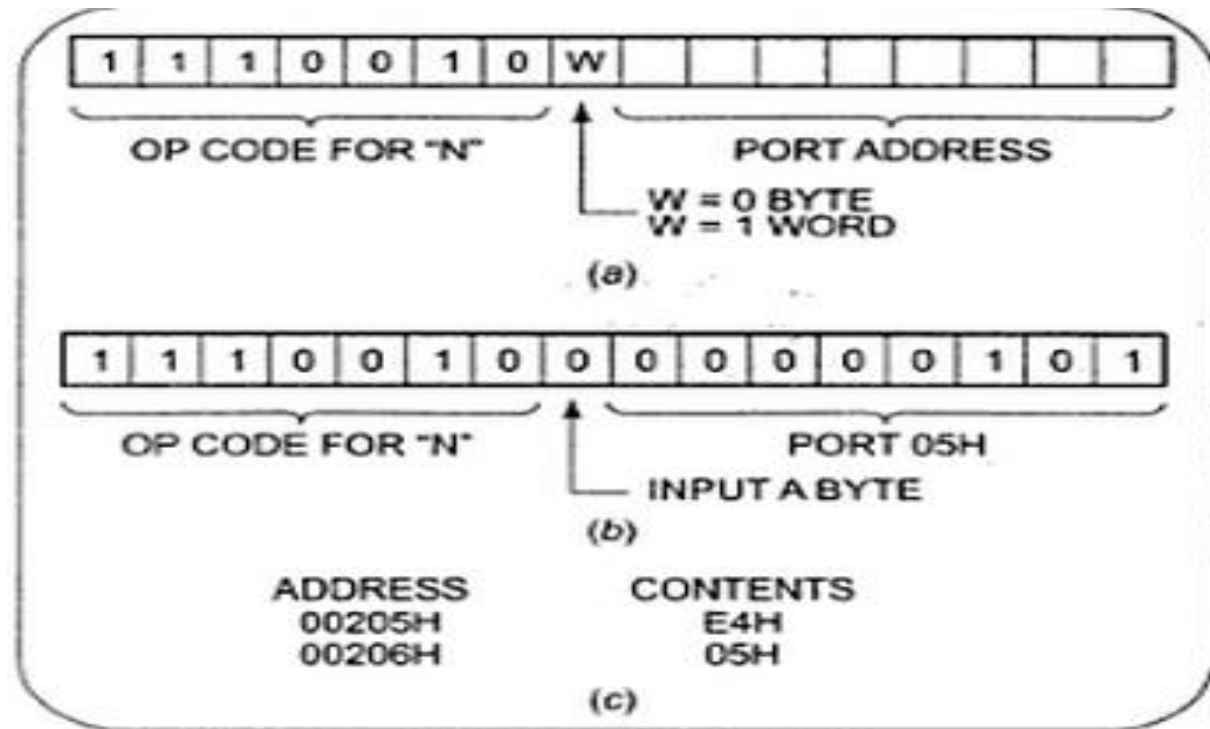 1 1 1 0 0 1 0 W
OP CODE FOR "N" PORT ADDRESS
W = 0 BYTE
W = 1 WORD
(a)
1 1 1 0 0 1 0 0 0 0 0 0 0 1 0 1
OP CODE FOR "N" PORT 05H
INPUT A BYTE
(b)
ADDRESS CONTENTS
00205H E4H
00206H 05H
(c)